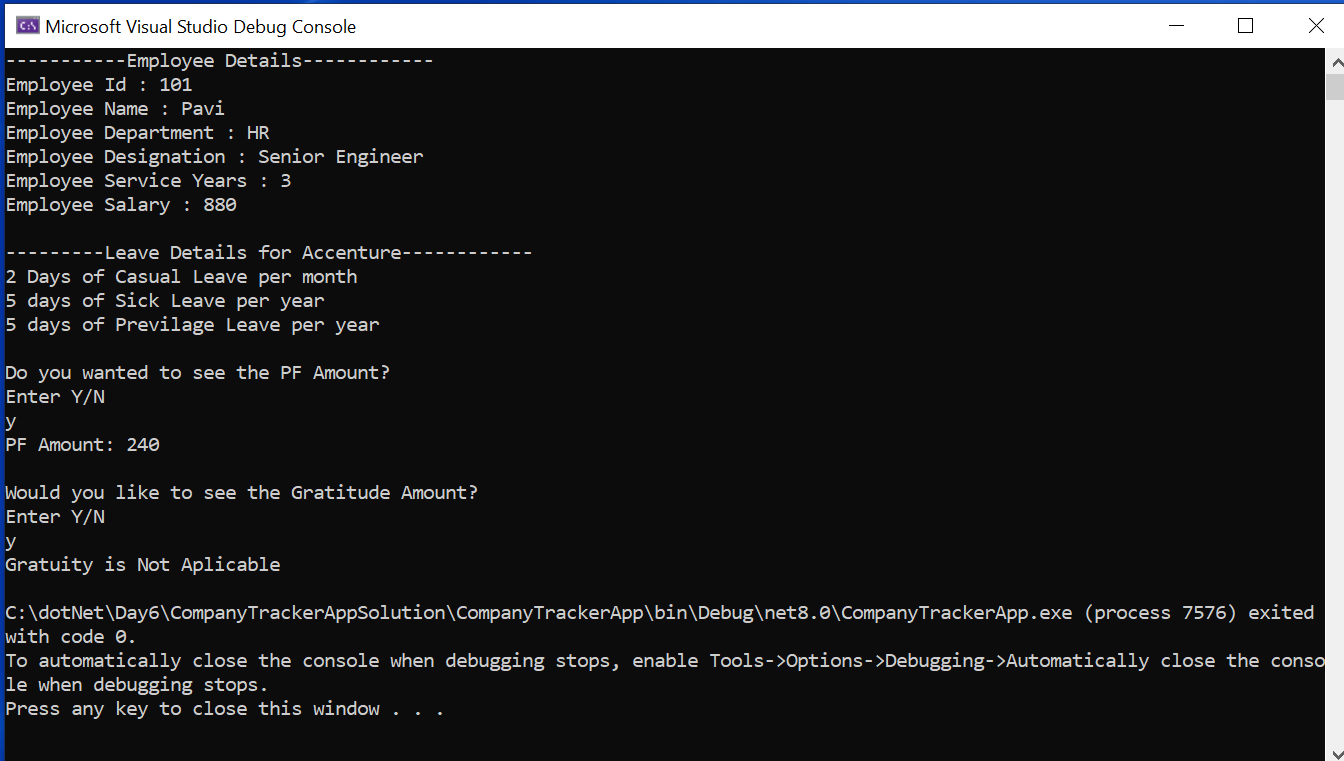 Microsoft Visual Studio Debug Console
-----------Employee Details------------
Employee Id : 101
Employee Name : Pavi
Employee Department : HR
Employee Designation : Senior Engineer
Employee Service Years : 3
Employee Salary : 880
---------Leave Details for Accenture------------
2 Days of Casual Leave per month
5 days of Sick Leave per year
5 days of Previlage Leave per year
Do you wanted to see the PF Amount?
Enter Y/N
y
PF Amount: 240
Would you like to see the Gratitude Amount?
Enter Y/N
y
Gratuity is Not Aplicable
C:\dotNet\Day6\CompanyTrackerAppSolution\CompanyTrackerApp\bin\Debug\net8.0\CompanyTrackerApp.exe (process 7576) exited
with code 0.
To automatically close the console when debugging stops, enable Tools->Options->Debugging->Automatically close the conso
le when debugging stops.
Press any key to close this window . . .